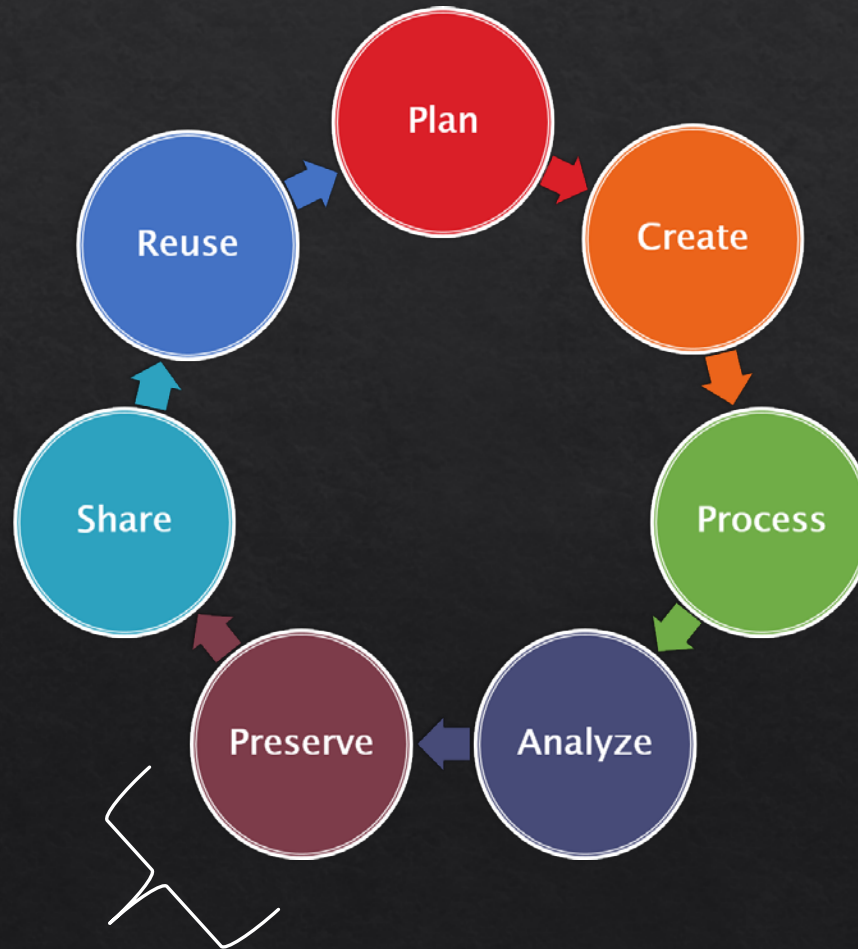 Plan
Create
Process
Analyze
Preserve
Share
Reuse